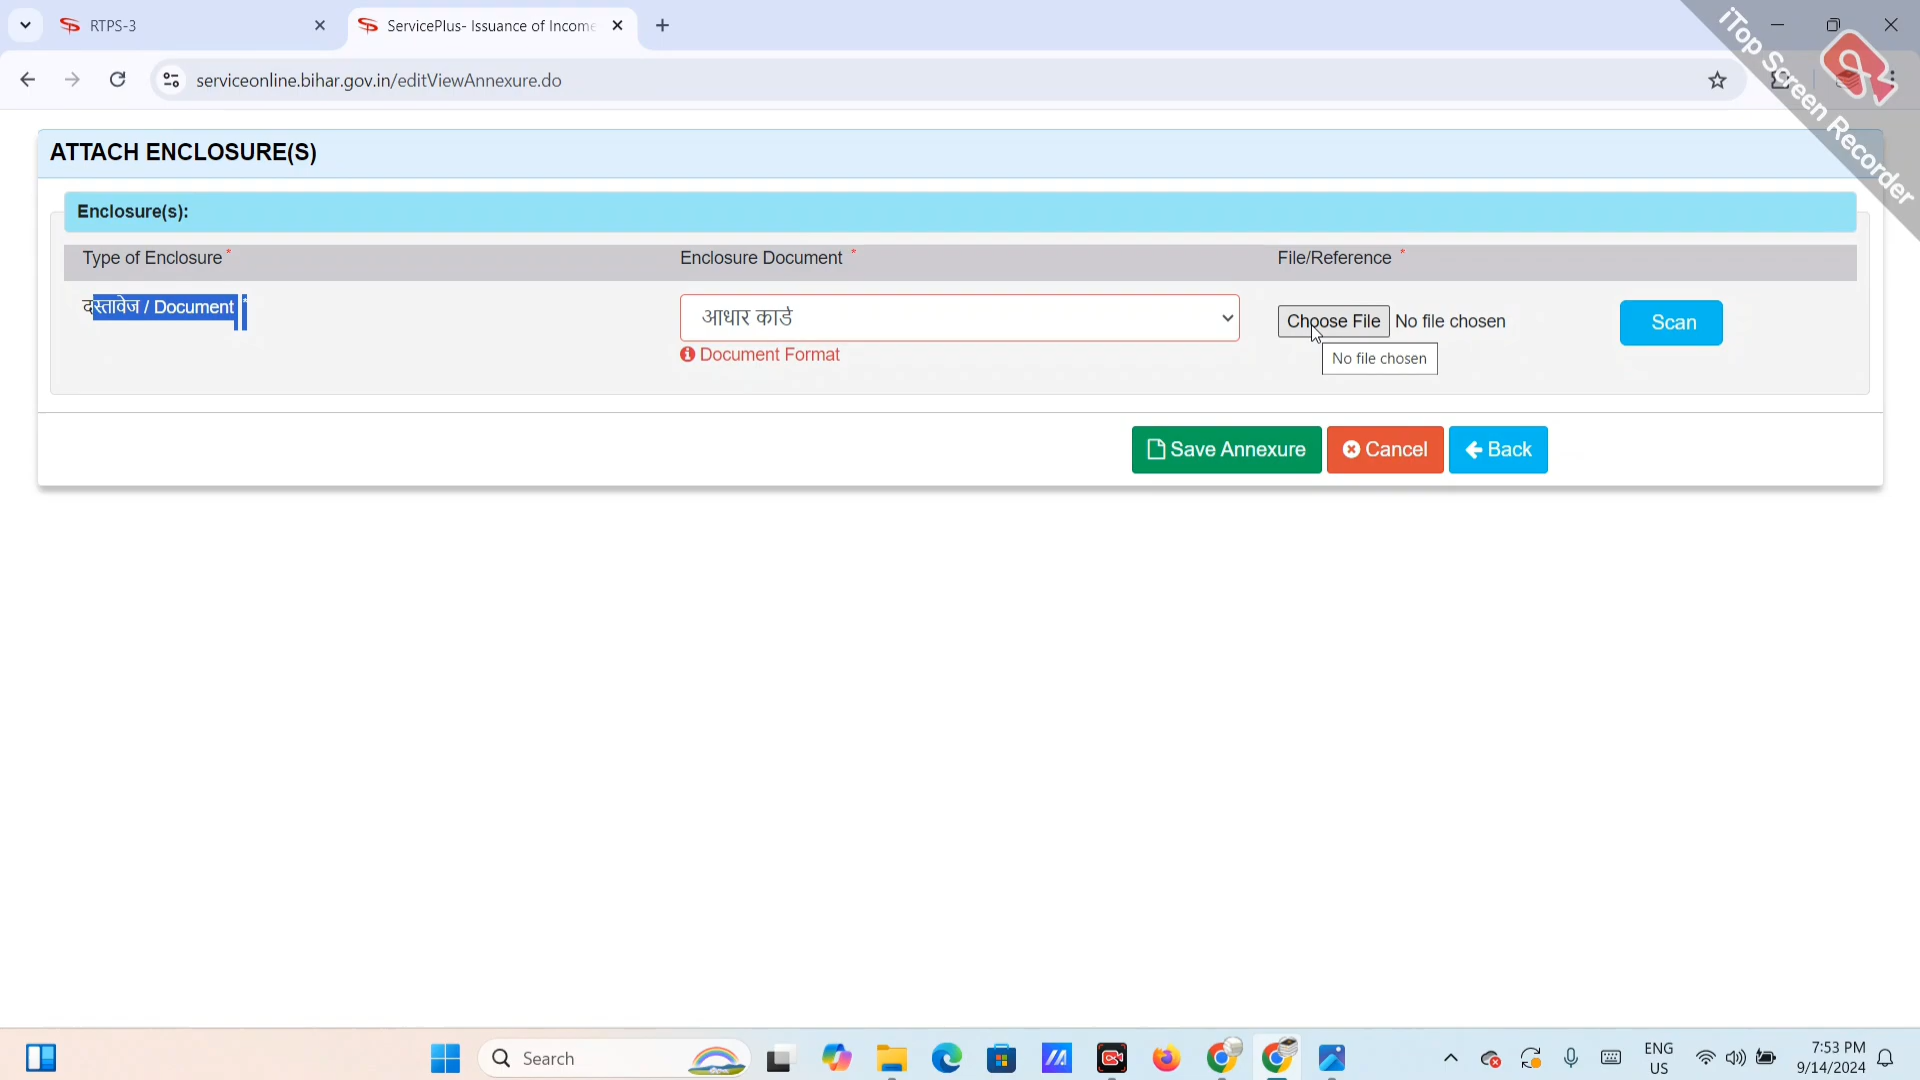 RTPS-3
ServicePlus- Issuance of Income
serviceonline.bihar.gov.in/editViewAnnexure.do
iTop Screen Recorder
ATTACH ENCLOSURE(S)
Enclosure(s):
Type of Enclosure * Enclosure Document * File/Reference *
दस्तावेज / Document * आधार कार्ड Choose File No file chosen Scan
Document Format No file chosen
Save Annexure Cancel Back
Search
ENG
US
7:53 PM
9/14/2024